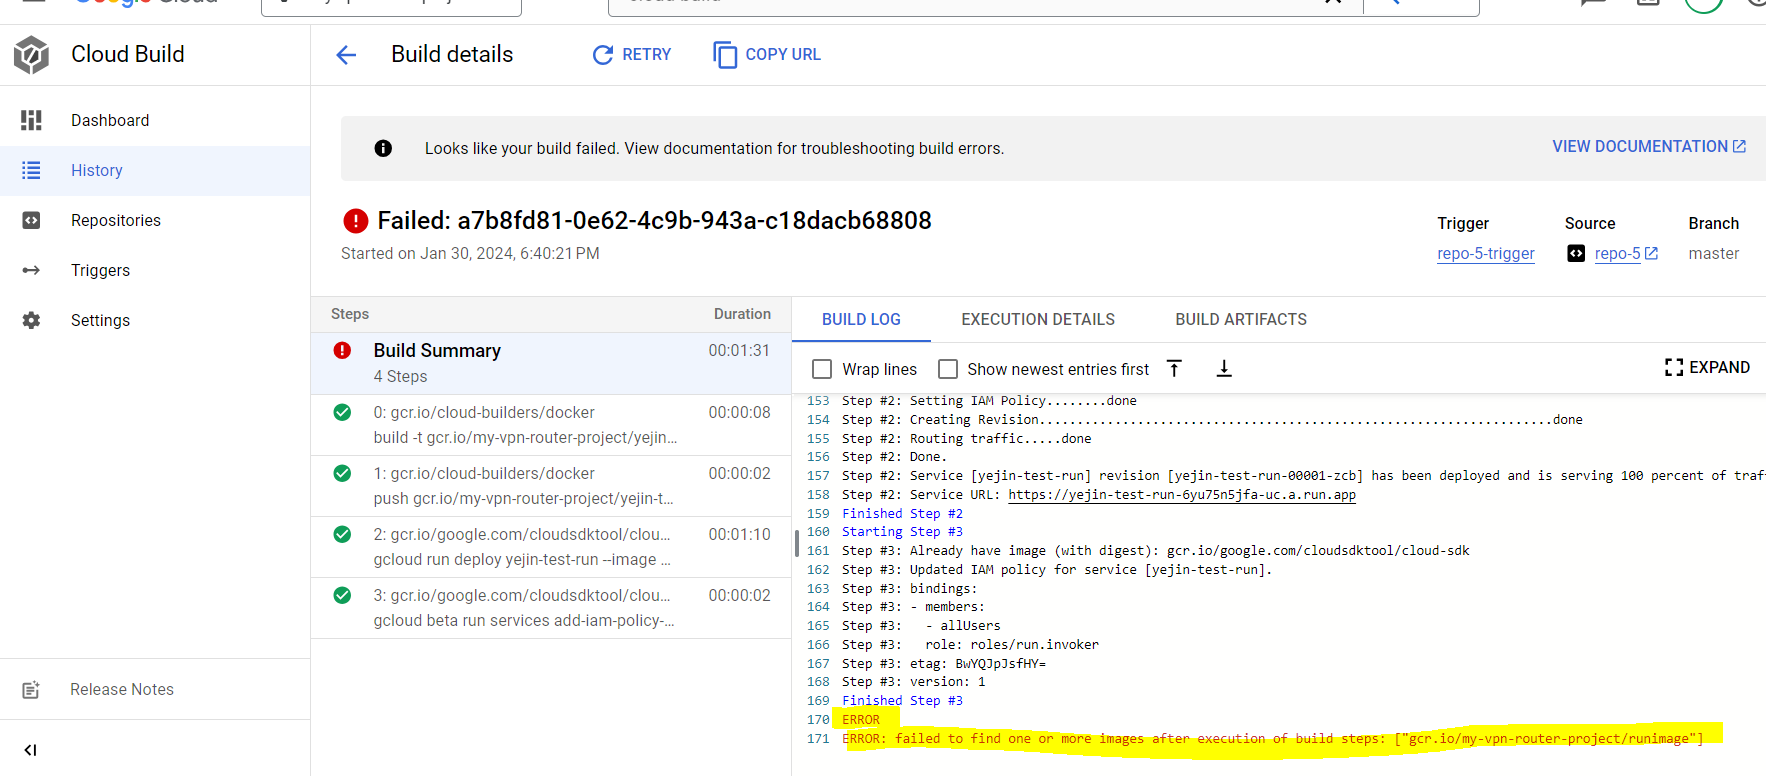 Cloud Build
Build details
RETRY
COPY URL
Dashboard
History
Repositories
Triggers
Settings
Release Notes
Looks like your build failed. View documentation for troubleshooting build errors.
VIEW DOCUMENTATION
Failed: a7b8fd81-0e62-4c9b-943a-c18dacb68808
Started on Jan 30, 2024, 6:40:21 PM
Trigger
repo-5-trigger
Source
repo-5
Branch
master
Steps Duration
Build Summary 00:01:31
4 Steps
0: gcr.io/cloud-builders/docker 00:00:08
build -t gcr.io/my-vpn-router-project/yejin...
1: gcr.io/cloud-builders/docker 00:00:02
push gcr.io/my-vpn-router-project/yejin-t...
2: gcr.io/google.com/cloudsdktool/clou... 00:01:10
gcloud run deploy yejin-test-run --image ...
3: gcr.io/google.com/cloudsdktool/clou... 00:00:02
gcloud beta run services add-iam-policy-...
BUILD LOG EXECUTION DETAILS BUILD ARTIFACTS
Wrap lines Show newest entries first EXPAND
153 Step #2: Setting IAM Policy........done
154 Step #2: Creating Revision....................................................................done
155 Step #2: Routing traffic.....done
156 Step #2: Done.
157 Step #2: Service [yejin-test-run] revision [yejin-test-run-00001-zcb] has been deployed and is serving 100 percent of traf
158 Step #2: Service URL: https://yejin-test-run-6yu75n5jfa-uc.a.run.app
159 Finished Step #2
160 Starting Step #3
161 Step #3: Already have image (with digest): gcr.io/google.com/cloudsdktool/cloud-sdk
162 Step #3: Updated IAM policy for service [yejin-test-run].
163 Step #3: bindings:
164 Step #3: - members:
165 Step #3:   - allUsers
166 Step #3:   role: roles/run.invoker
167 Step #3: etag: BwYQJpJsfHY=
168 Step #3: version: 1
169 Finished Step #3
170 ERROR
171 ERROR: failed to find one or more images after execution of build steps: ["gcr.io/my-vpn-router-project/runimage"]